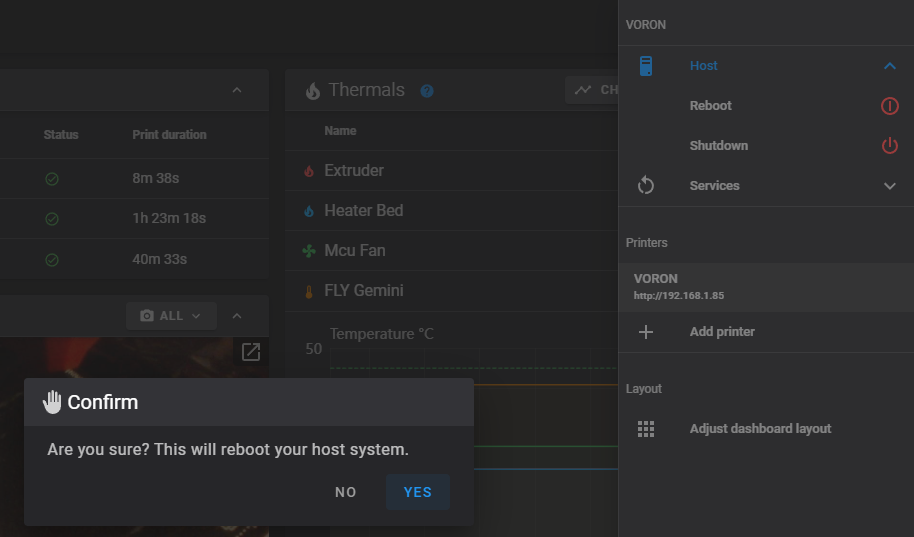 VORON
Host
Reboot
Shutdown
Services
Printers
VORON
http://192.168.1.85
Add printer
Layout
Adjust dashboard layout
Status Print duration
8m 38s
1h 23m 18s
40m 33s
ALL
Thermals
CH
Name
Extruder
Heater Bed
Mcu Fan
FLY Gemini
Temperature °C
50
Confirm
Are you sure? This will reboot your host system.
NO YES